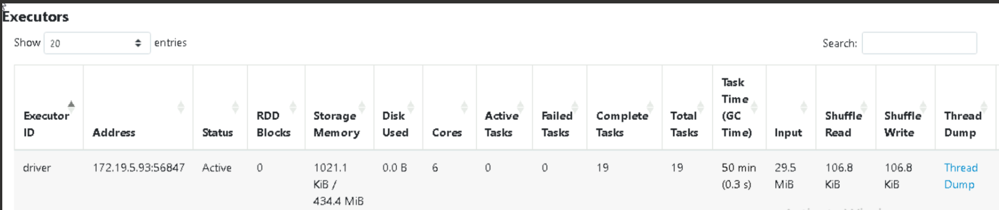 Executors
Show 20 entries
Search:
Executor ID
Address
Status
RDD Blocks
Storage Memory
Disk Used
Cores
Active Tasks
Failed Tasks
Complete Tasks
Total Tasks
Task Time (GC Time)
Input
Shuffle Read
Shuffle Write
Thread Dump
driver
172.19.5.93:56847
Active
0
1021.1 KiB / 434.4 MiB
0.0 B
6
0
0
19
19
50 min (0.3 s)
29.5 MiB
106.8 KiB
106.8 KiB
Thread Dump